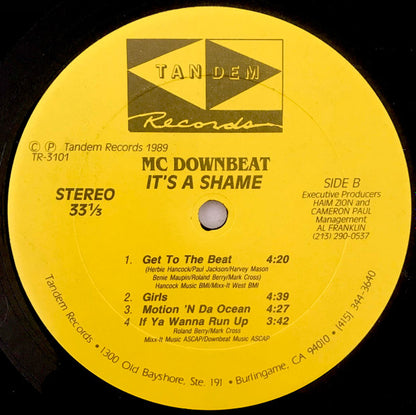 TANDEM
Records
© ℗ Tandem Records 1989
TR-3101
MC DOWNBEAT
IT'S A SHAME
STEREO
33⅓
SIDE B
Executive Producers
HAIM ZION and
CAMERON PAUL
Management
AL FRANKLIN
(213) 290-0537
1. Get To The Beat 4:20
(Herbie Hancock/Paul Jackson/Harvey Mason
Benie Maupin/Roland Berry/Mark Cross)
Hancock Music BMI/Mixx-It West BMI
2. Girls 4:39
3. Motion 'N Da Ocean 4:27
4. If Ya Wanna Run Up 3:42
Roland Berry/Mark Cross
Mixx-It Music ASCAP/Downbeat Music ASCAP
Tandem Records • 1300 Old Bayshore, Ste. 191 • Burlingame, CA 94010 • (415) 344-3640